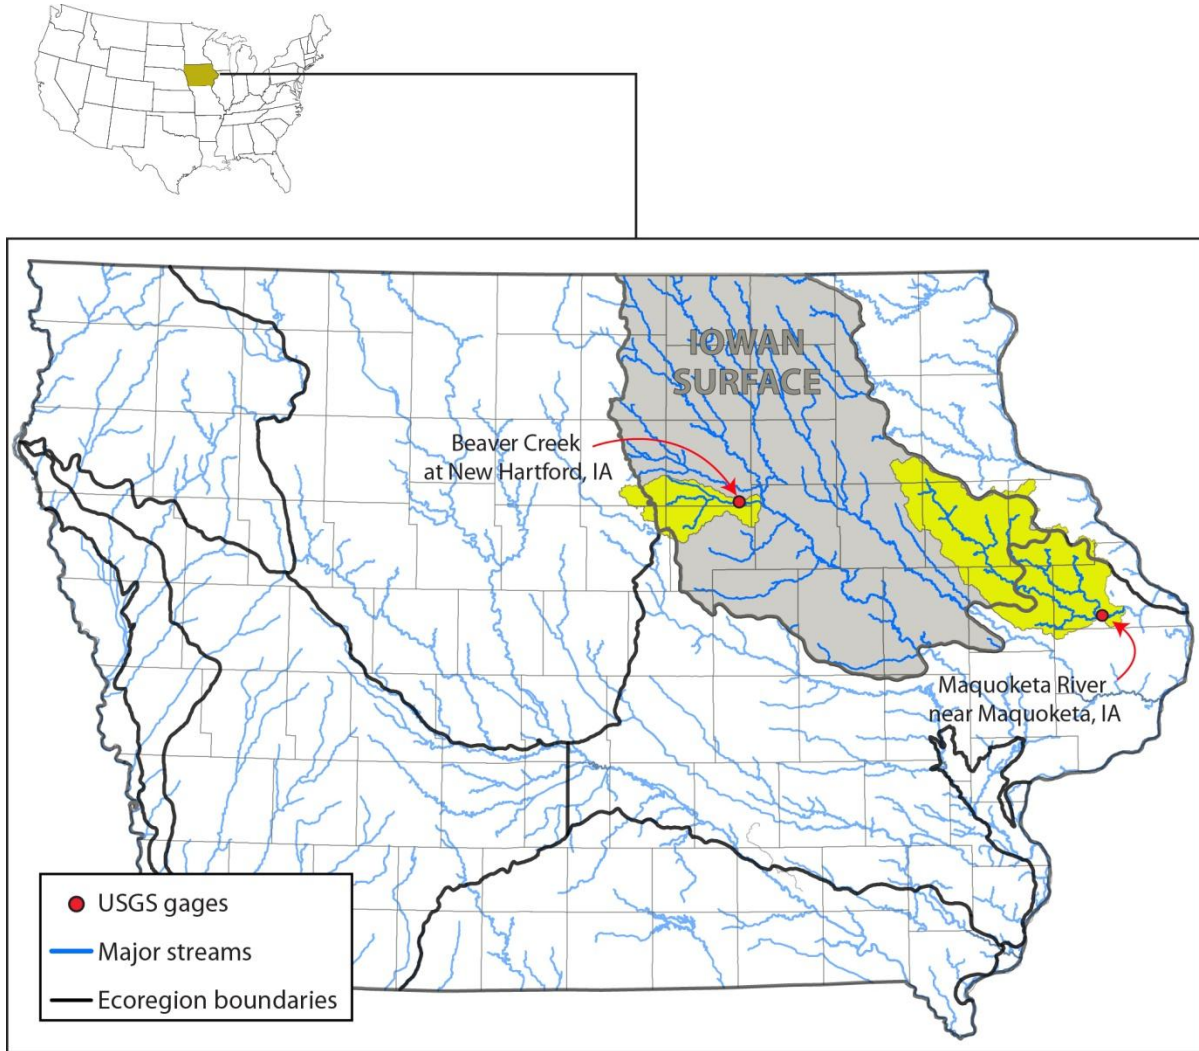 IOWAN
SURFACE
Beaver Creek
at New Hartford, IA
Maquoketa River
near Maquoketa, IA
USGS gages
Major streams
Ecoregion boundaries